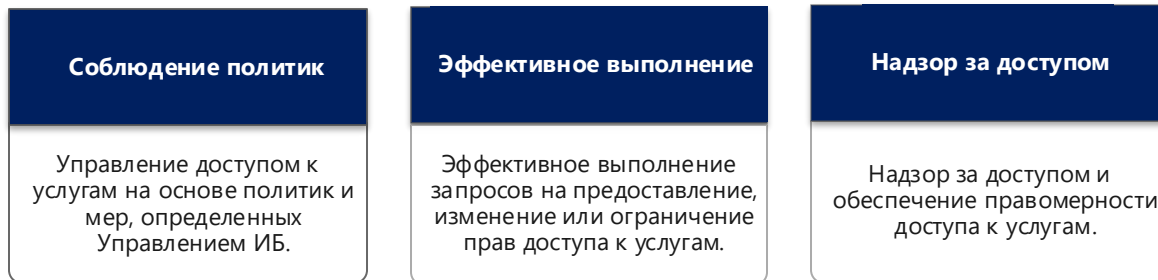 Соблюдение политик
Управление доступом к
услугам на основе политик и
мер, определенных
Управлением ИБ.
Эффективное выполнение
Эффективное выполнение
запросов на предоставление,
изменение или ограничение
прав доступа к услугам.
Надзор за доступом
Надзор за доступом и
обеспечение правомерности
доступа к услугам.